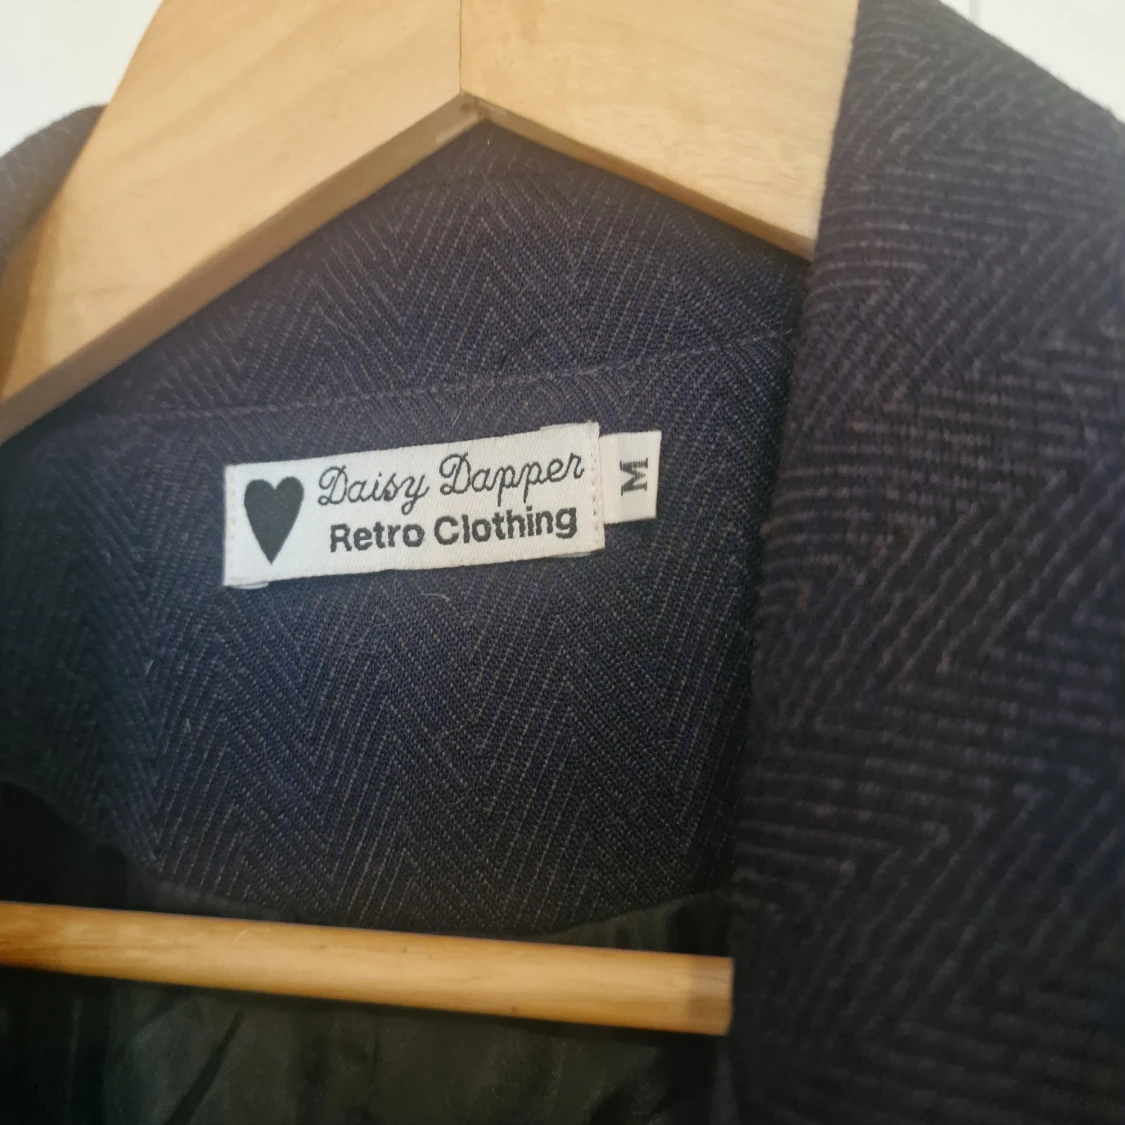 Daisy Dapper
Retro Clothing
M